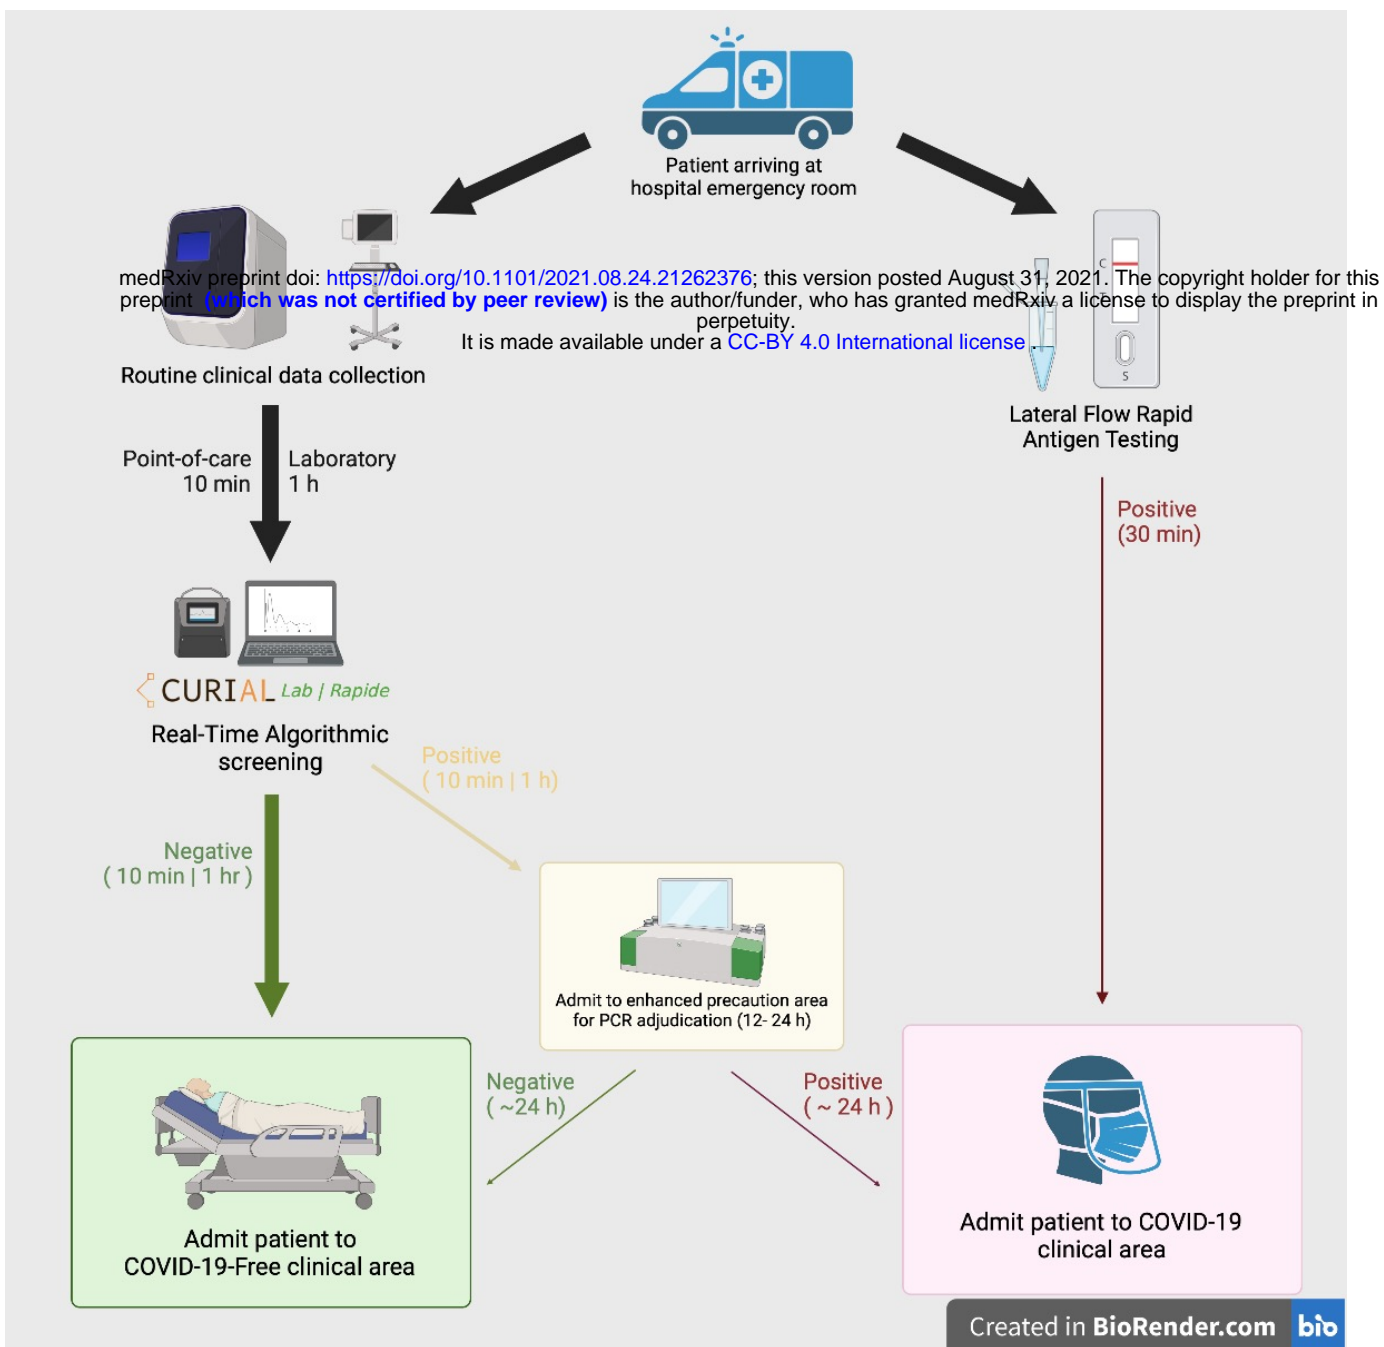 Patient arriving at
hospital emergency room
medRxiv preprint doi: https://doi.org/10.1101/2021.08.24.21262376; this version posted August 31, 2021. The copyright holder for this
preprint (which was not certified by peer review) is the author/funder, who has granted medRxiv a license to display the preprint in
perpetuity.
It is made available under a CC-BY 4.0 International license .
C
S
Routine clinical data collection
Lateral Flow Rapid
Antigen Testing
Point-of-care
10 min
Laboratory
1 h
Positive
(30 min)
CURIAL Lab | Rapide
Real-Time Algorithmic
screening
Positive
( 10 min | 1 h)
Negative
( 10 min | 1 hr )
Admit to enhanced precaution area
for PCR adjudication (12- 24 h)
Negative
( ~24 h)
Positive
( ~ 24 h )
Admit patient to
COVID-19-Free clinical area
Admit patient to COVID-19
clinical area
Created in BioRender.com bio